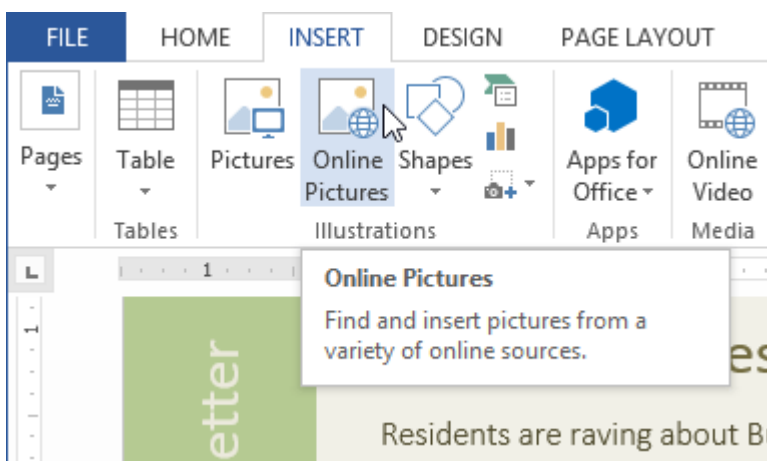 FILE HOME INSERT DESIGN PAGE LAYOUT
Pages Table Pictures Online Shapes Apps for Online
Pictures Office Video
Tables Illustrations Apps Media
L 1
Online Pictures
Find and insert pictures from a
variety of online sources.
1
etter
es
Residents are raving about B